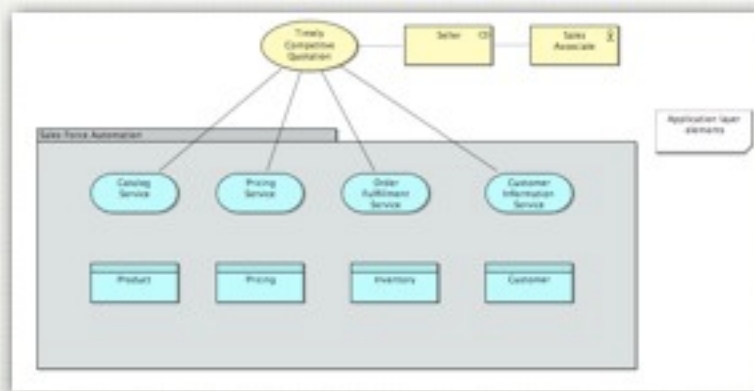 Timely
Competitive
Quotation
Seller
Sales
Associate
Application layer
elements
Sales Force Automation
Catalog
Service
Pricing
Service
Order
Fulfillment
Service
Customer
Information
Service
Product
Pricing
Inventory
Customer